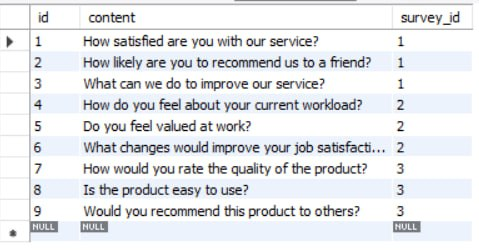 id content survey_id
1 How satisfied are you with our service? 1
2 How likely are you to recommend us to a friend? 1
3 What can we do to improve our service? 1
4 How do you feel about your current workload? 2
5 Do you feel valued at work? 2
6 What changes would improve your job satisfacti... 2
7 How would you rate the quality of the product? 3
8 Is the product easy to use? 3
9 Would you recommend this product to others? 3
NULL NULL NULL